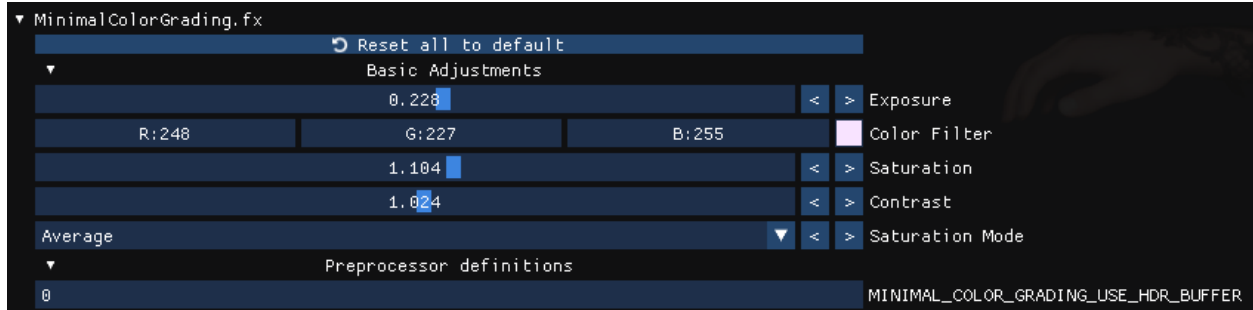 MinimalColorGrading.fx
Reset all to default
Basic Adjustments
0.228 < > Exposure
R:248 G:227 B:255 Color Filter
1.104 < > Saturation
1.024 < > Contrast
Average < > Saturation Mode
Preprocessor definitions
0 MINIMAL_COLOR_GRADING_USE_HDR_BUFFER